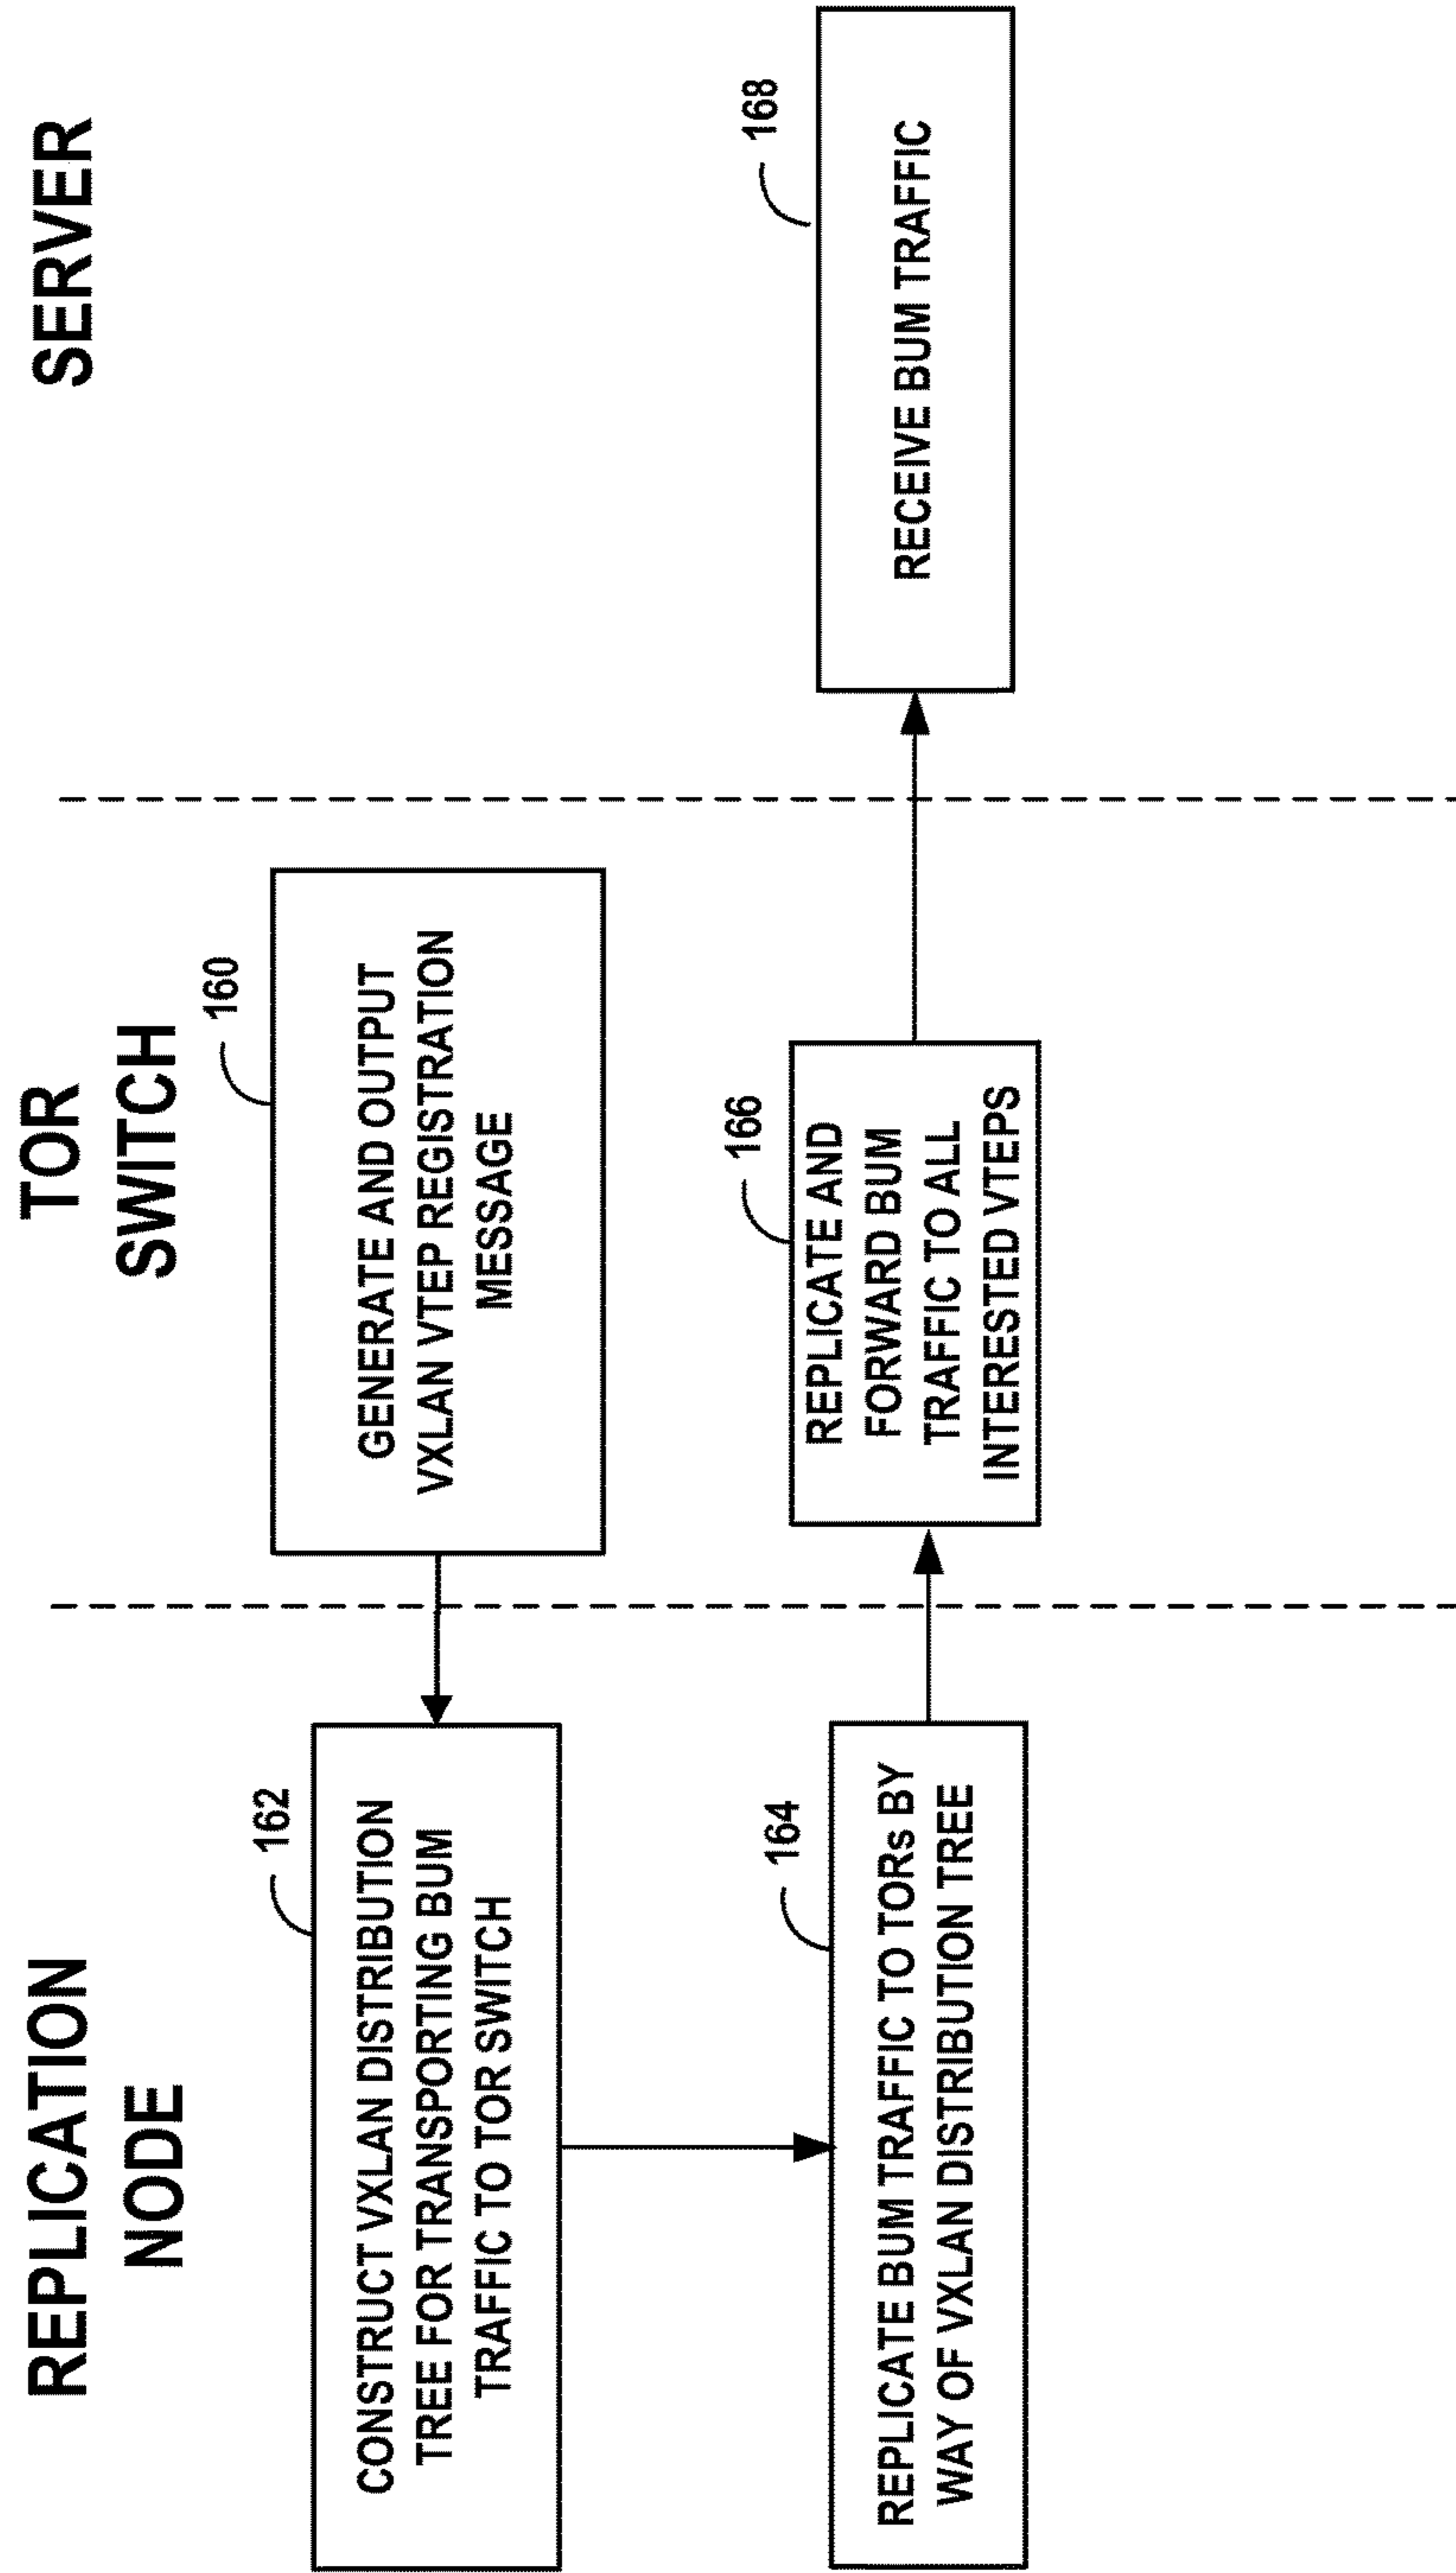 REPLICATION
NODE
TOR
SWITCH
SERVER
162
CONSTRUCT VXLAN DISTRIBUTION
TREE FOR TRANSPORTING BUM
TRAFFIC TO TOR SWITCH
160
GENERATE AND OUTPUT
VXLAN VTEP REGISTRATION
MESSAGE
164
REPLICATE BUM TRAFFIC TO TORs BY
WAY OF VXLAN DISTRIBUTION TREE
166
REPLICATE AND
FORWARD BUM
TRAFFIC TO ALL
INTERESTED VTEPS
168
RECEIVE BUM TRAFFIC